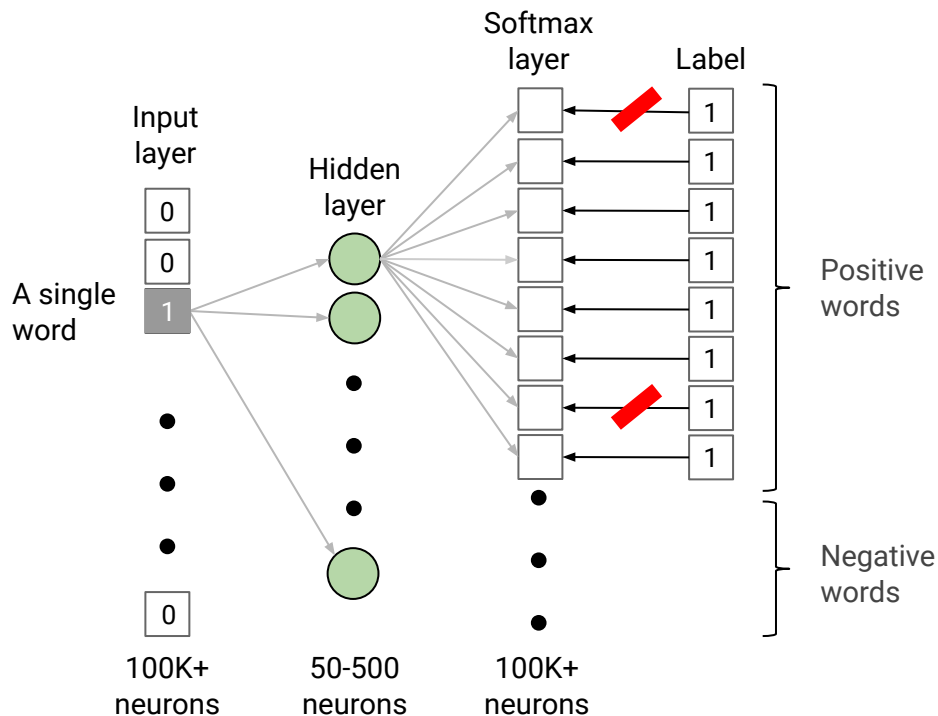 Softmax
layer
Label
Input
layer
Hidden
layer
A single
word
0
0
1
0
1
1
1
1
1
1
1
1
Positive
words
Negative
words
100K+
neurons
50-500
neurons
100K+
neurons